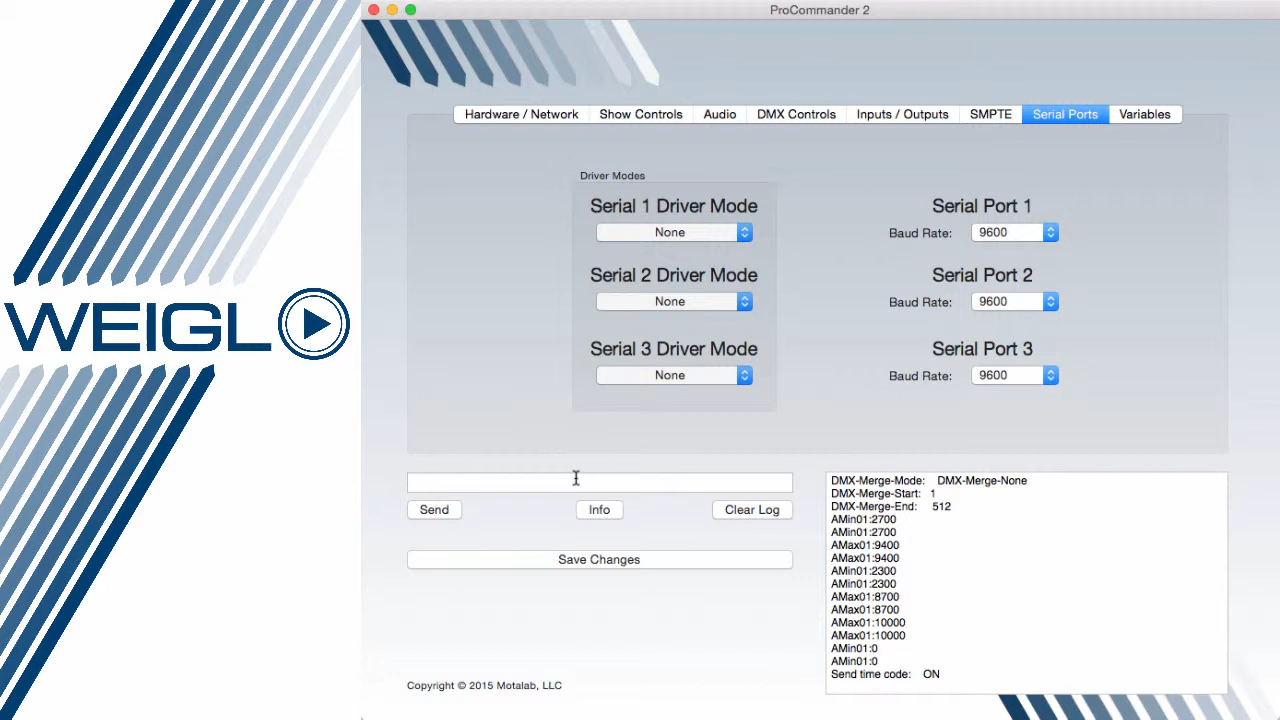 ProCommander 2
WEIGL
Hardware / Network Show Controls Audio DMX Controls Inputs / Outputs SMPTE Serial Ports Variables
Driver Modes
Serial 1 Driver Mode
None
Serial 2 Driver Mode
None
Serial 3 Driver Mode
None
Serial Port 1
Baud Rate: 9600
Serial Port 2
Baud Rate: 9600
Serial Port 3
Baud Rate: 9600
Send Info Clear Log
Save Changes
DMX-Merge-Mode: DMX-Merge-None
DMX-Merge-Start: 1
DMX-Merge-End: 512
AMin01:2700
AMin01:2700
AMax01:9400
AMax01:9400
AMin01:2300
AMin01:2300
AMax01:8700
AMax01:8700
AMax01:10000
AMax01:10000
AMin01:0
AMin01:0
Send time code: ON
Copyright © 2015 Motalab, LLC